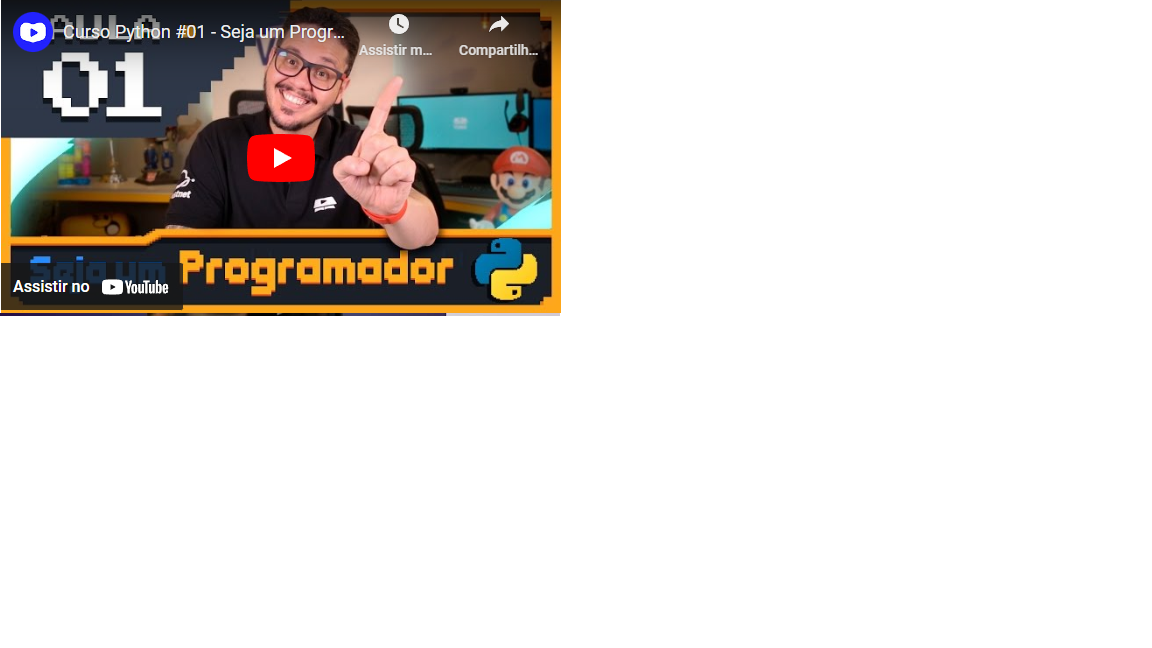 AULA
Curso Python #01 - Seja um Progr...
Assistir m...
Compartilh...
01
Seja um Programador
Assistir no YouTube